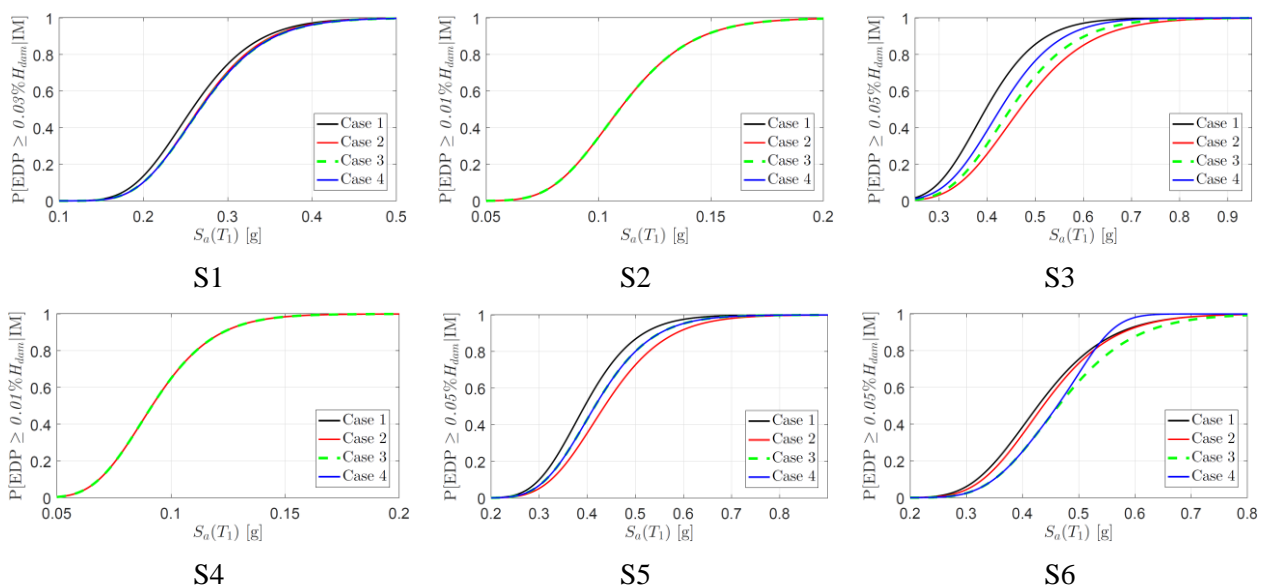 P[EDP ≥ 0.03%H_dam|IM]
1
0.8
0.6
0.4
0.2
0
0.1 0.2 0.3 0.4 0.5
S_a(T_1) [g]
Case 1
Case 2
Case 3
Case 4
S1
P[EDP ≥ 0.01%H_dam|IM]
1
0.8
0.6
0.4
0.2
0
0.05 0.1 0.15 0.2
S_a(T_1) [g]
Case 1
Case 2
Case 3
Case 4
S2
P[EDP ≥ 0.05%H_dam|IM]
1
0.8
0.6
0.4
0.2
0
0.3 0.4 0.5 0.6 0.7 0.8 0.9
S_a(T_1) [g]
Case 1
Case 2
Case 3
Case 4
S3
P[EDP ≥ 0.01%H_dam|IM]
1
0.8
0.6
0.4
0.2
0
0.05 0.1 0.15 0.2
S_a(T_1) [g]
Case 1
Case 2
Case 3
Case 4
S4
P[EDP ≥ 0.05%H_dam|IM]
1
0.8
0.6
0.4
0.2
0
0.2 0.3 0.4 0.5 0.6 0.7 0.8
S_a(T_1) [g]
Case 1
Case 2
Case 3
Case 4
S5
P[EDP ≥ 0.05%H_dam|IM]
1
0.8
0.6
0.4
0.2
0
0.2 0.3 0.4 0.5 0.6 0.7 0.8
S_a(T_1) [g]
Case 1
Case 2
Case 3
Case 4
S6